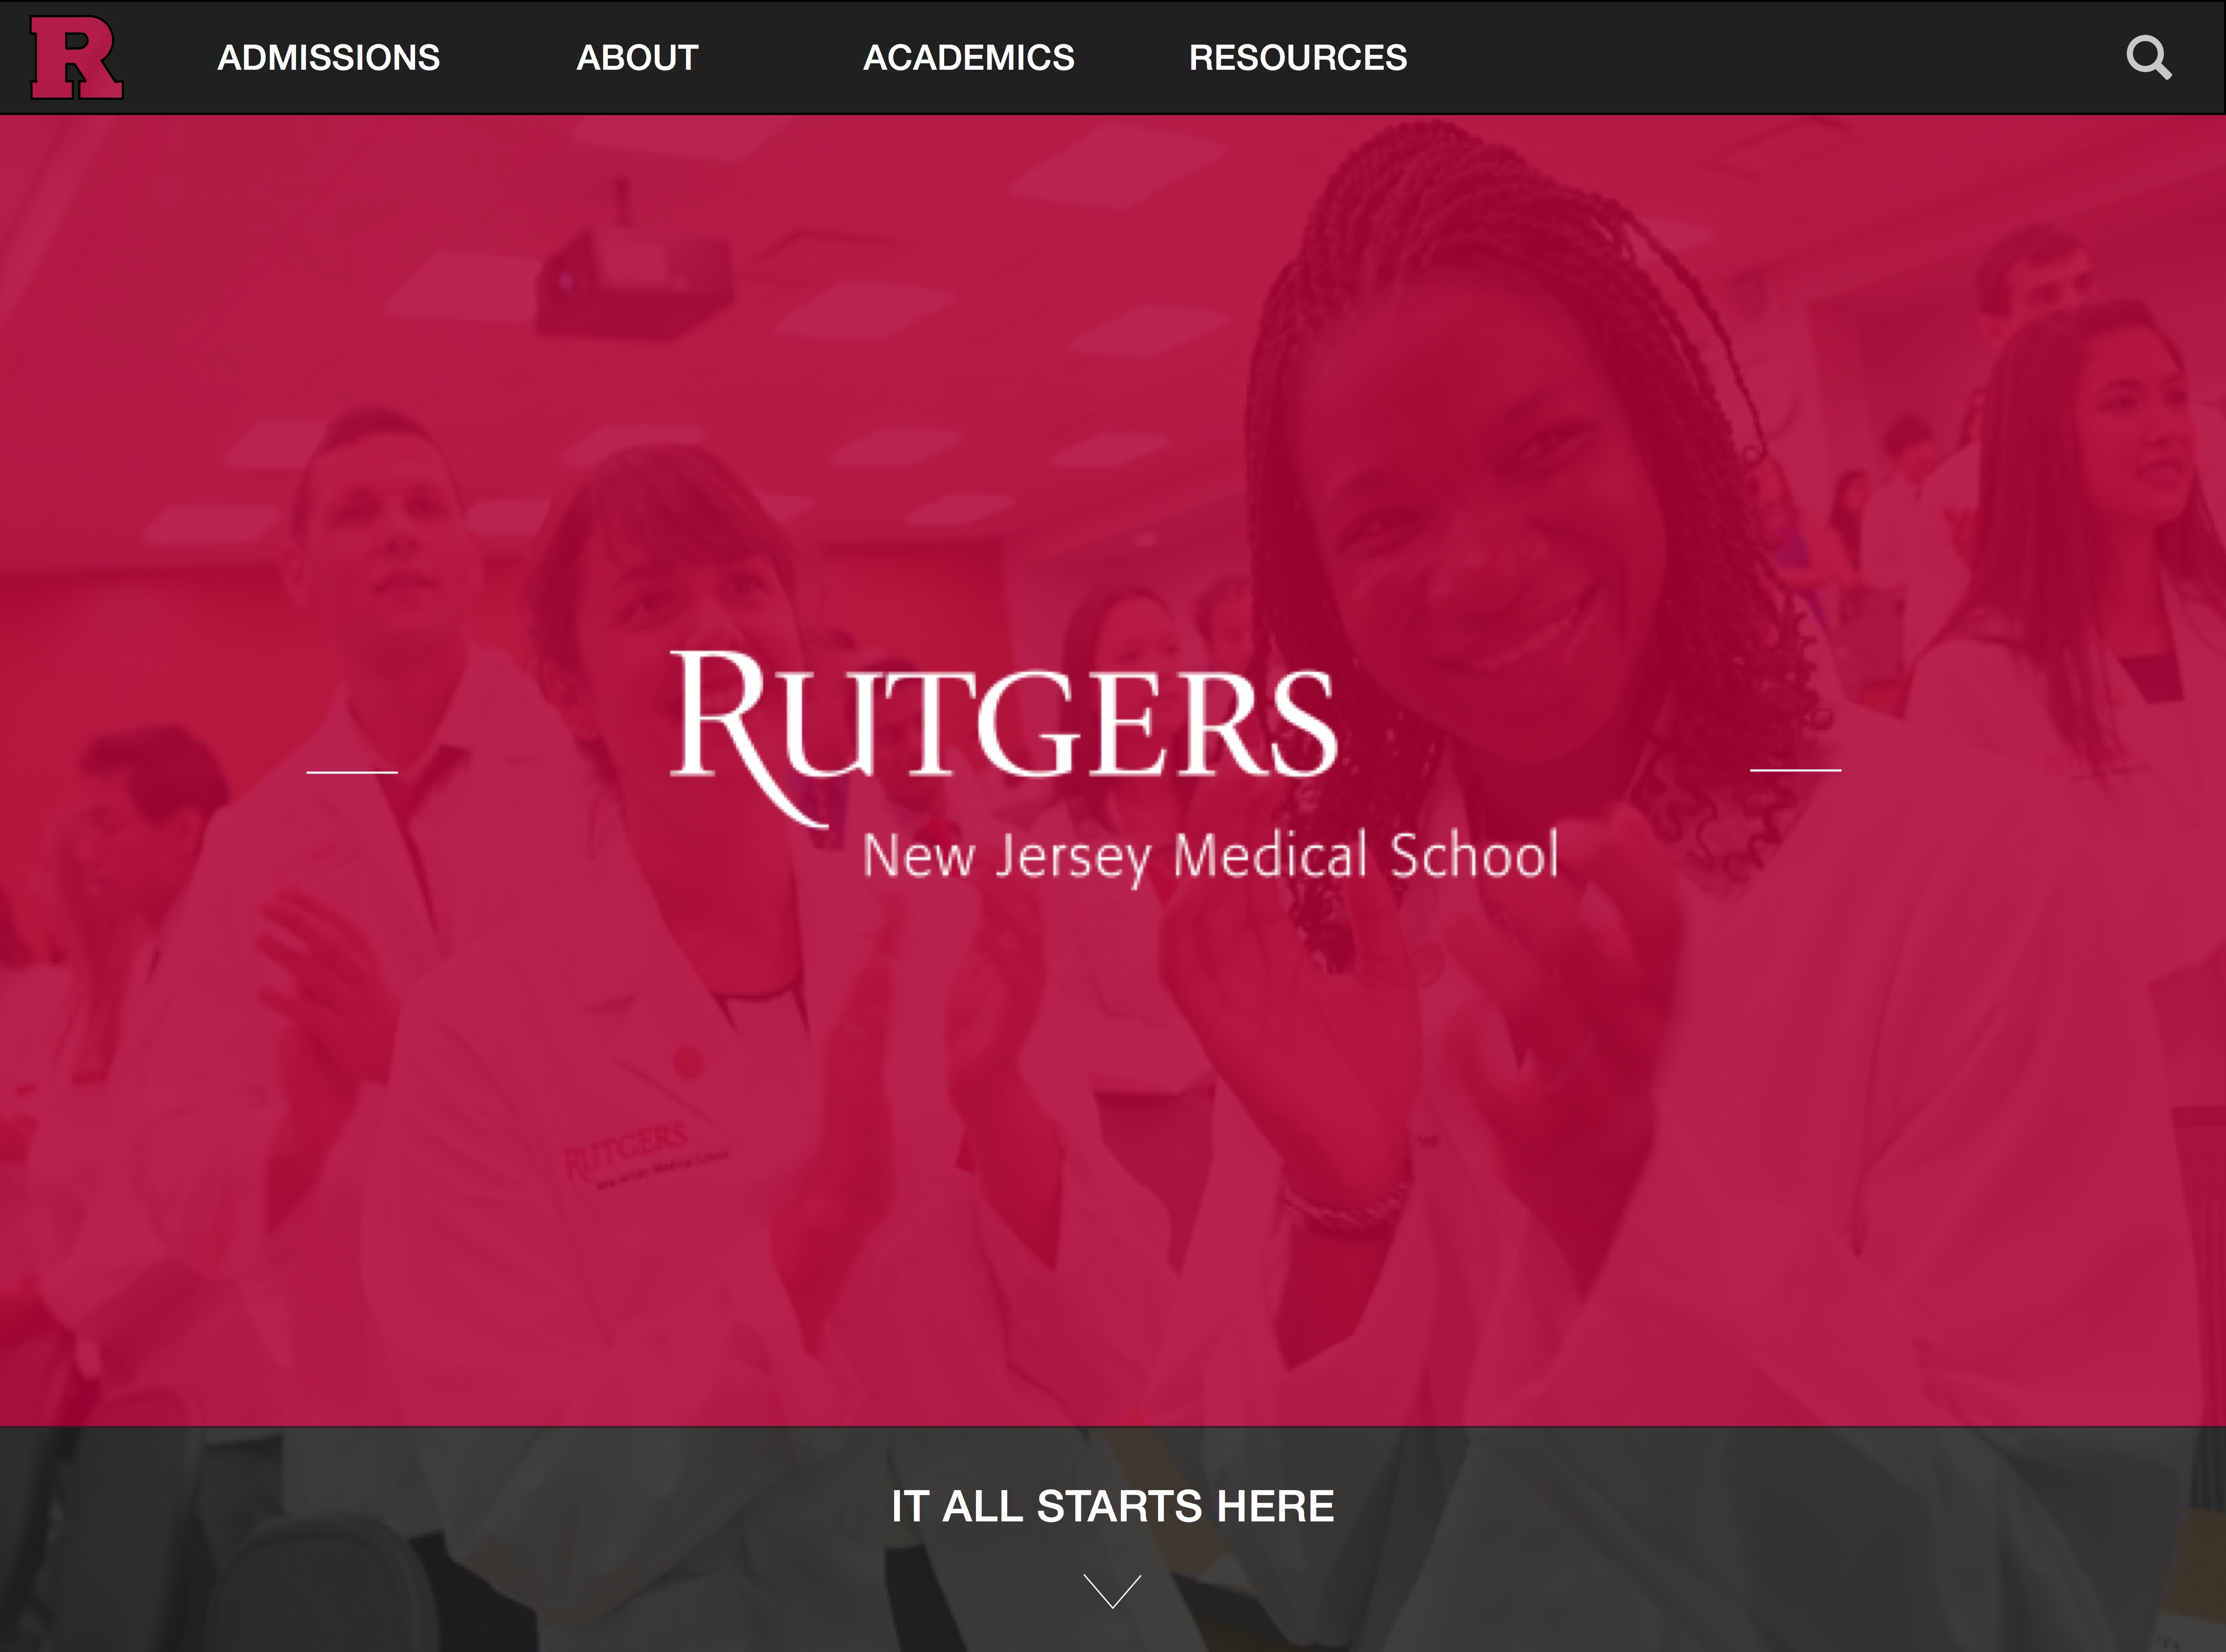 R
ADMISSIONS
ABOUT
ACADEMICS
RESOURCES
RUTGERS
New Jersey Medical School
RUTGERS
New Jersey Medical School
IT ALL STARTS HERE